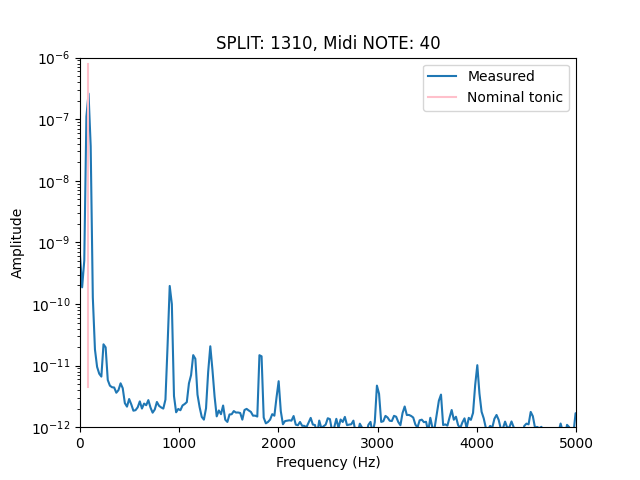 SPLIT: 1310, Midi NOTE: 40
Measured
Nominal tonic
Amplitude
10⁻⁶
10⁻⁷
10⁻⁸
10⁻⁹
10⁻¹⁰
10⁻¹¹
10⁻¹²
0 1000 2000 3000 4000 5000
Frequency (Hz)